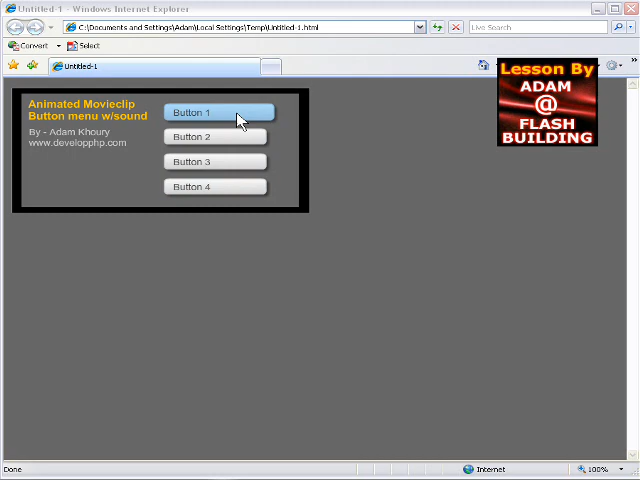 Untitled-1 - Windows Internet Explorer
C:\Documents and Settings\Adam\Local Settings\Temp\Untitled-1.html
Live Search
Convert
Select
Untitled-1
Animated Movieclip
Button menu w/sound
By - Adam Khoury
www.developphp.com
Button 1
Button 2
Button 3
Button 4
Lesson By
ADAM
@
FLASH
BUILDING
Done
Internet
100%